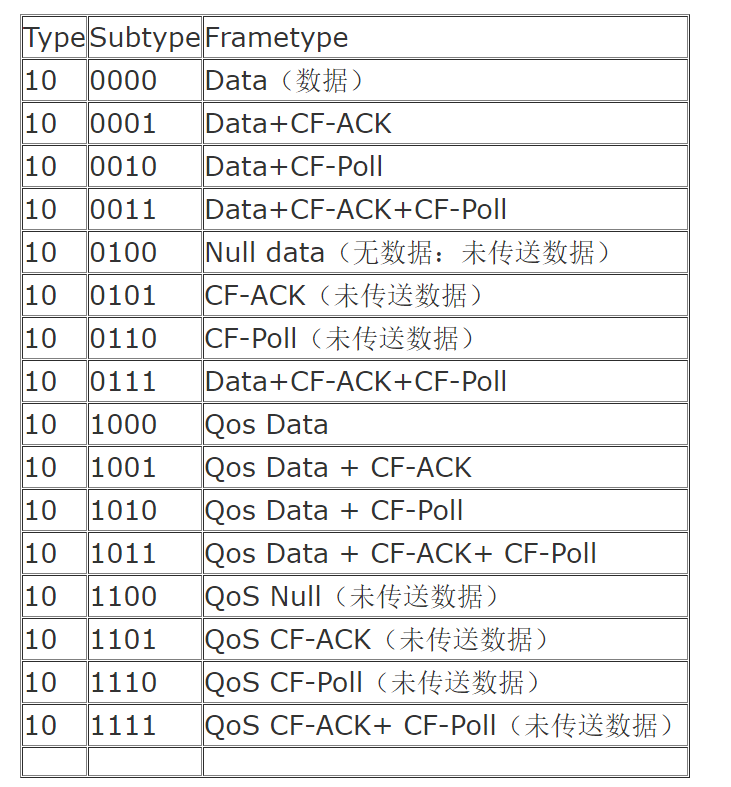 Type Subtype Frametype
10 0000 Data（数据）
10 0001 Data+CF-ACK
10 0010 Data+CF-Poll
10 0011 Data+CF-ACK+CF-Poll
10 0100 Null data（无数据：未传送数据）
10 0101 CF-ACK（未传送数据）
10 0110 CF-Poll（未传送数据）
10 0111 Data+CF-ACK+CF-Poll
10 1000 Qos Data
10 1001 Qos Data + CF-ACK
10 1010 Qos Data + CF-Poll
10 1011 Qos Data + CF-ACK+ CF-Poll
10 1100 QoS Null（未传送数据）
10 1101 QoS CF-ACK（未传送数据）
10 1110 QoS CF-Poll（未传送数据）
10 1111 QoS CF-ACK+ CF-Poll（未传送数据）